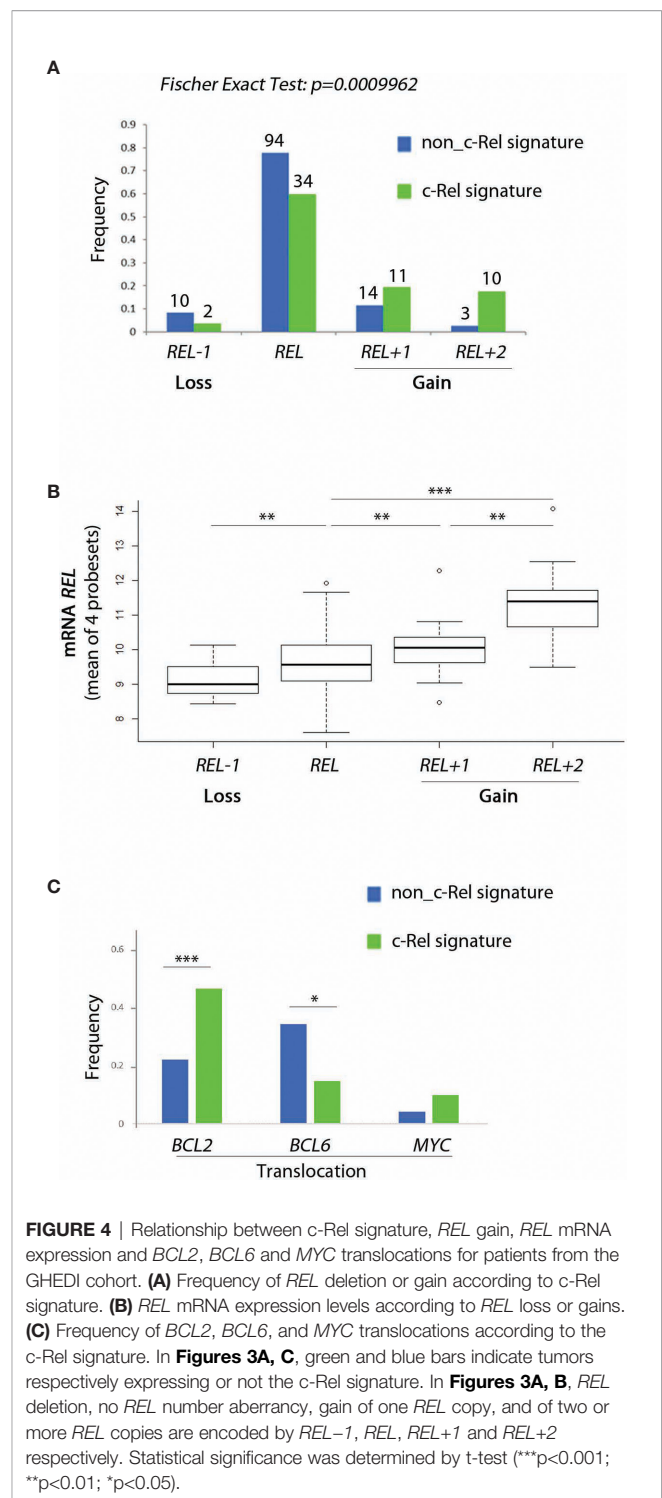 A
Fischer Exact Test: p=0.0009962
non_c-Rel signature
c-Rel signature
Frequency
0.9
0.8
0.7
0.6
0.5
0.4
0.3
0.2
0.1
0
10
2
94
34
14
11
3
10
REL-1
REL
REL+1
REL+2
Loss
Gain
B
mRNA REL
(mean of 4 probesets)
14
13
12
11
10
9
8
***
**
**
**
REL-1
REL
REL+1
REL+2
Loss
Gain
C
non_c-Rel signature
c-Rel signature
Frequency
0.6
0.4
0.2
0
***
*
BCL2
BCL6
MYC
Translocation
FIGURE 4 | Relationship between c-Rel signature, REL gain, REL mRNA
expression and BCL2, BCL6 and MYC translocations for patients from the
GHEDI cohort. (A) Frequency of REL deletion or gain according to c-Rel
signature. (B) REL mRNA expression levels according to REL loss or gains.
(C) Frequency of BCL2, BCL6, and MYC translocations according to the
c-Rel signature. In Figures 3A, C, green and blue bars indicate tumors
respectively expressing or not the c-Rel signature. In Figures 3A, B, REL
deletion, no REL number aberrancy, gain of one REL copy, and of two or
more REL copies are encoded by REL−1, REL, REL+1 and REL+2
respectively. Statistical significance was determined by t-test (***p<0.001;
**p<0.01; *p<0.05).